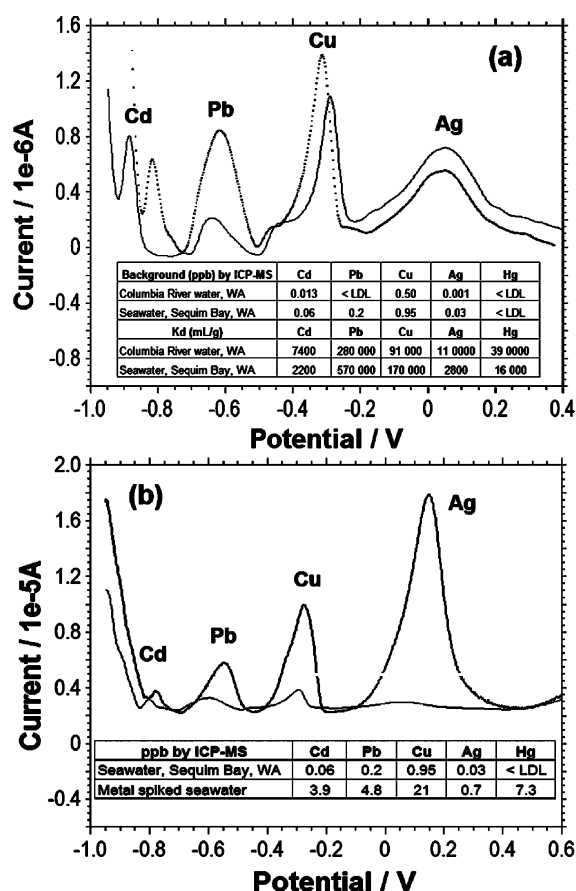 (a)
Cd
Pb
Cu
Ag
1.6
1.2
0.8
0.4
0
-0.4
-0.8
Current / 1e-6A
Background (ppb) by ICP-MS Cd Pb Cu Ag Hg
Columbia River water, WA 0.013 < LDL 0.50 0.001 < LDL
Seawater, Sequim Bay, WA 0.06 0.2 0.95 0.03 < LDL
Kd (mL/g) Cd Pb Cu Ag Hg
Columbia River water, WA 7400 280 000 91 000 11 0000 39 0000
Seawater, Sequim Bay, WA 2200 570 000 170 000 2800 16 000
-1.0 -0.8 -0.6 -0.4 -0.2 0 0.2 0.4
Potential / V
(b)
Cd
Pb
Cu
Ag
2.0
1.6
1.2
0.8
0.4
0
-0.4
Current / 1e-5A
ppb by ICP-MS Cd Pb Cu Ag Hg
Seawater, Sequim Bay, WA 0.06 0.2 0.95 0.03 < LDL
Metal spiked seawater 3.9 4.8 21 0.7 7.3
-1.0 -0.8 -0.6 -0.4 -0.2 0 0.2 0.4 0.6
Potential / V